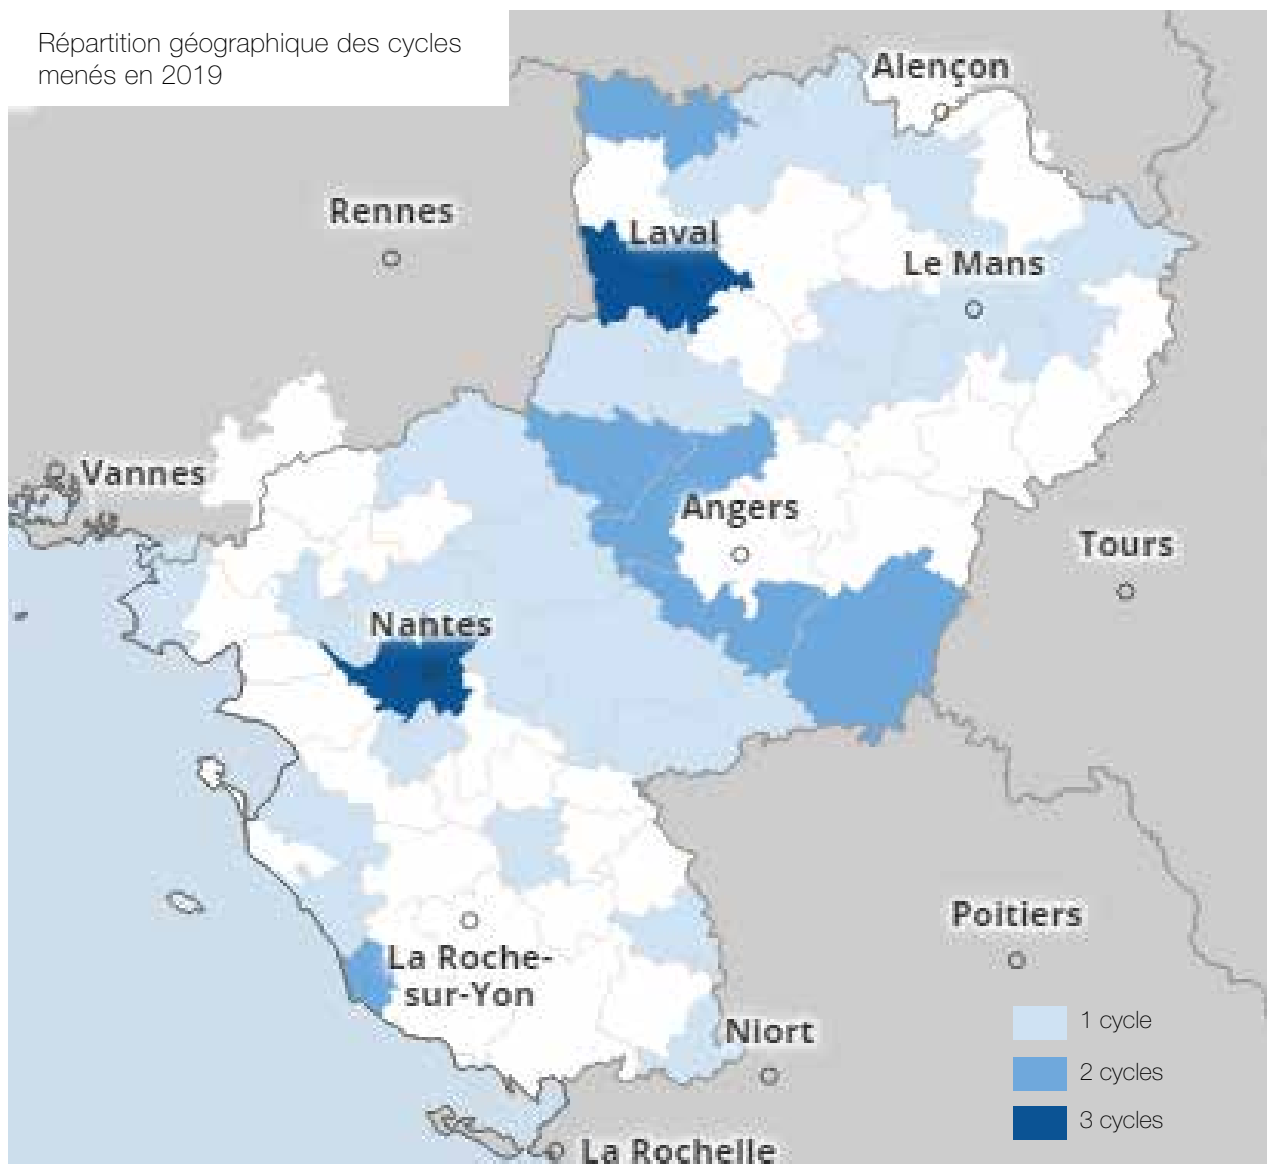 Répartition géographique des cycles
menés en 2019
Alençon
Rennes
Laval
Le Mans
Vannes
Angers
Tours
Nantes
Poitiers
La Roche-
sur-Yon
Niort
La Rochelle
1 cycle
2 cycles
3 cycles